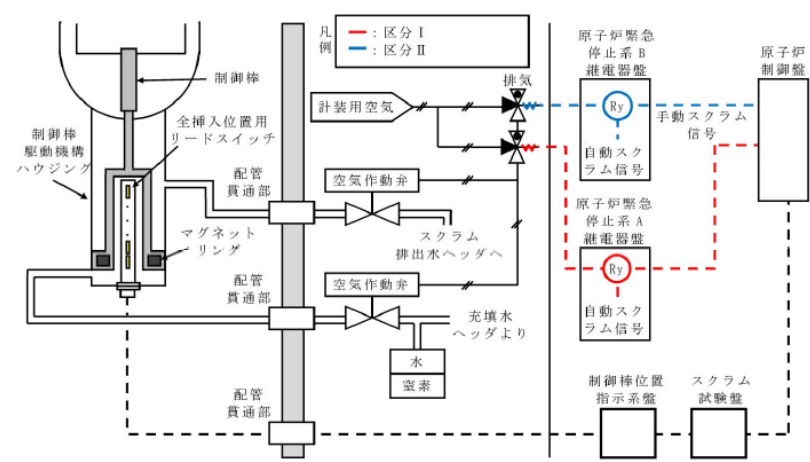 凡例
━:区分Ⅰ
━:区分Ⅱ
原子炉緊急
停止系B
継電器盤
原子炉
制御盤
制御棒
排気
計装用空気
Ry
手動スクラム
信号
自動スク
ラム信号
全挿入位置用
リードスイッチ
制御棒
駆動機構
ハウジング
配管
貫通部
空気作動弁
原子炉緊急
停止系A
継電器盤
マグネット
ーリング
スクラム
排出水ヘッダへ
Ry
自動スク
ラム信号
配管
貫通部
空気作動弁
充填水
ヘッダより
水
窒素
配管
貫通部
制御棒位置
指示系盤
スクラム
試験盤